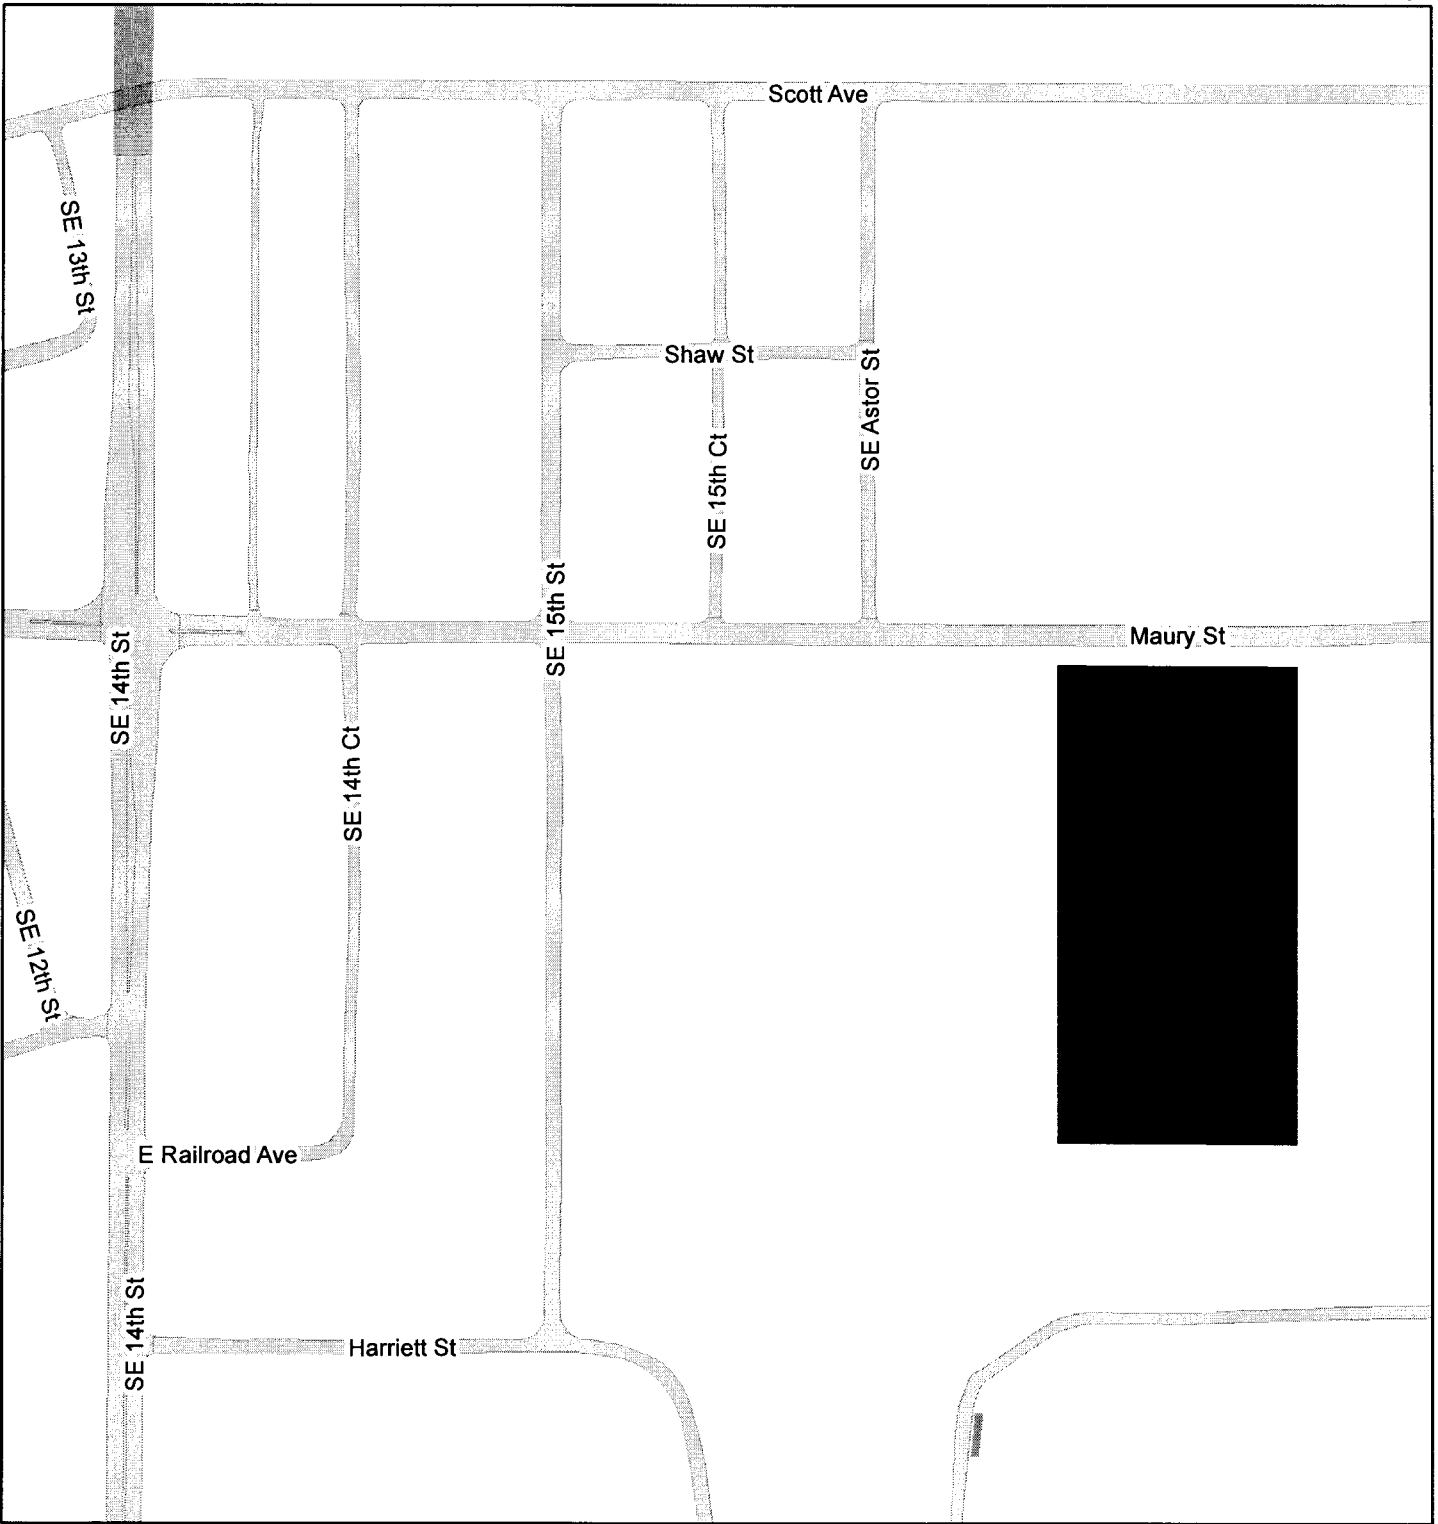 Scott Ave
SE 13th St
Shaw St
SE Astor St
SE 15th Ct
SE 15th St
Maury St
SE 14th St
SE 14th Ct
SE 12th St
E Railroad Ave
SE 14th St
Harriett St